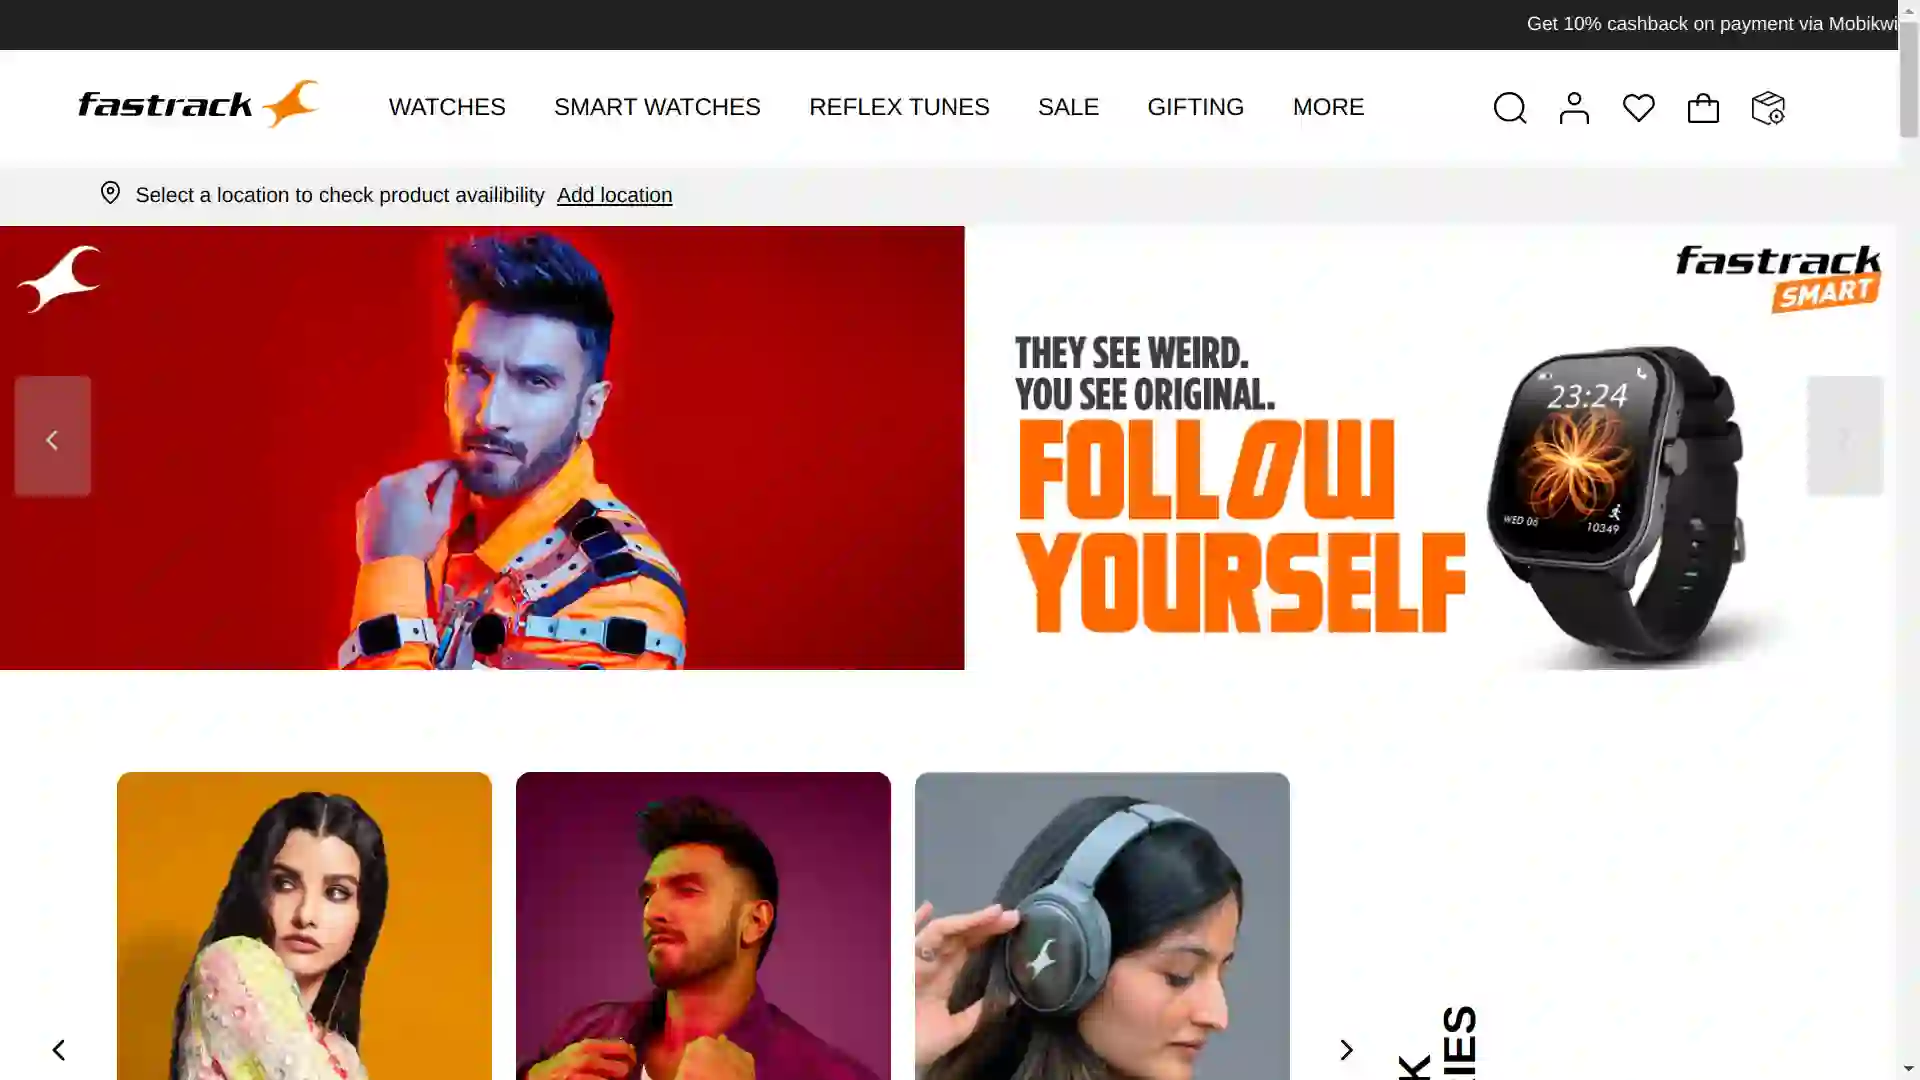 Get 10% cashback on payment via Mobikwi
fastrack
WATCHES
SMART WATCHES
REFLEX TUNES
SALE
GIFTING
MORE
Select a location to check product availibility Add location
fastrack
SMART
THEY SEE WEIRD.
YOU SEE ORIGINAL.
FOLLOW
YOURSELF
23:24
WED 06
10349